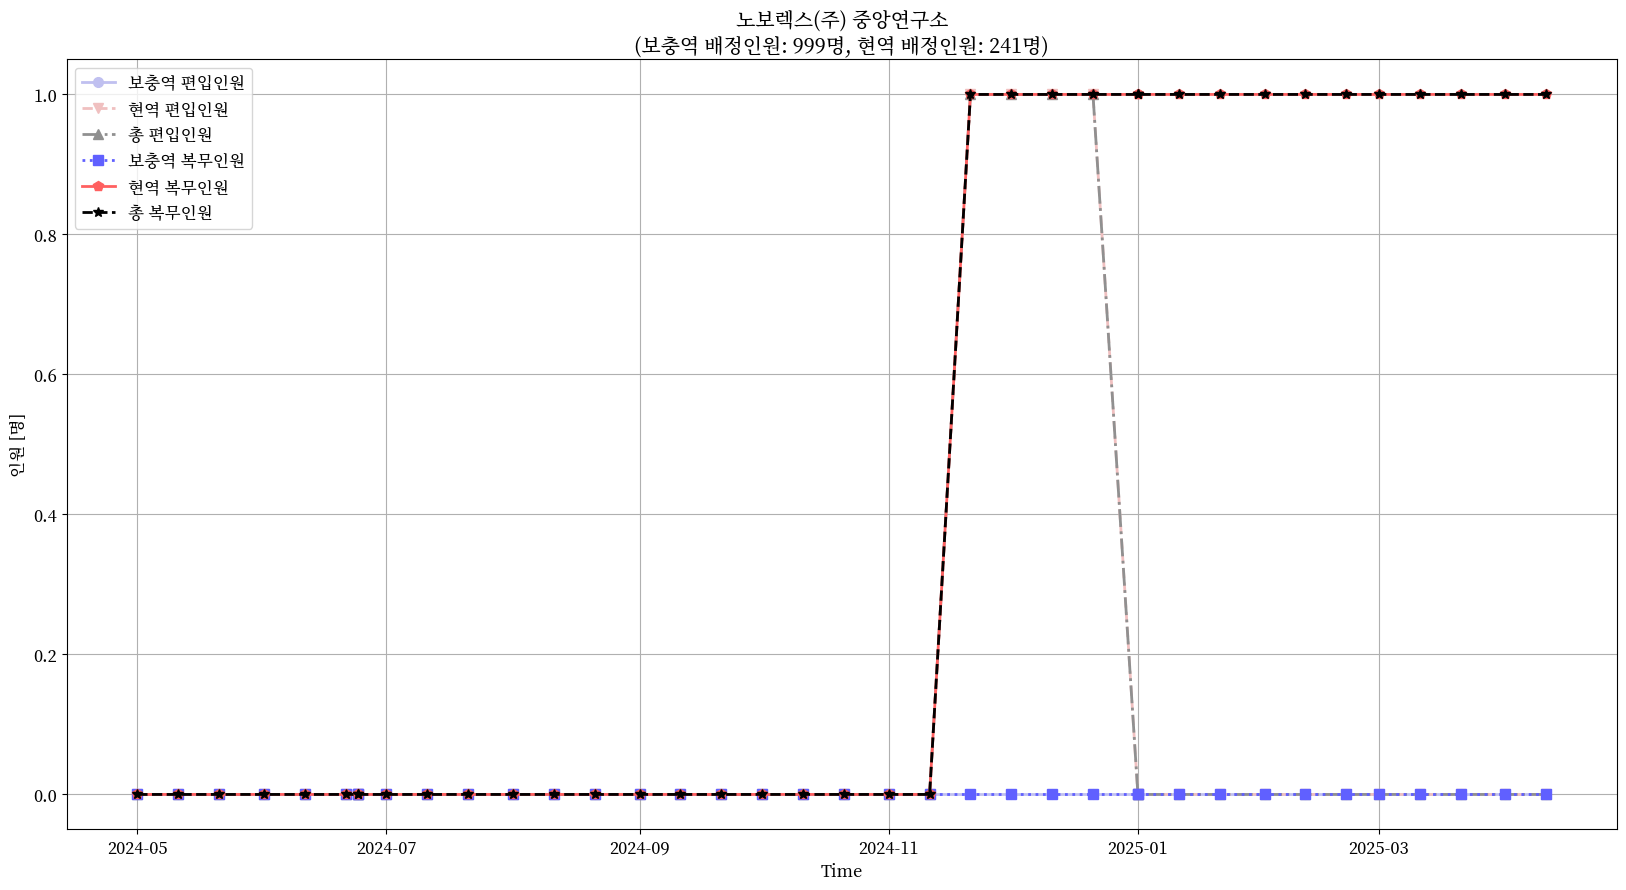 노보렉스(주) 중앙연구소
(보충역 배정인원: 999명, 현역 배정인원: 241명)
보충역 편입인원
현역 편입인원
총 편입인원
보충역 복무인원
현역 복무인원
총 복무인원
1.0
0.8
0.6
0.4
0.2
0.0
인원 [명]
2024-05
2024-07
2024-09
2024-11
2025-01
2025-03
Time